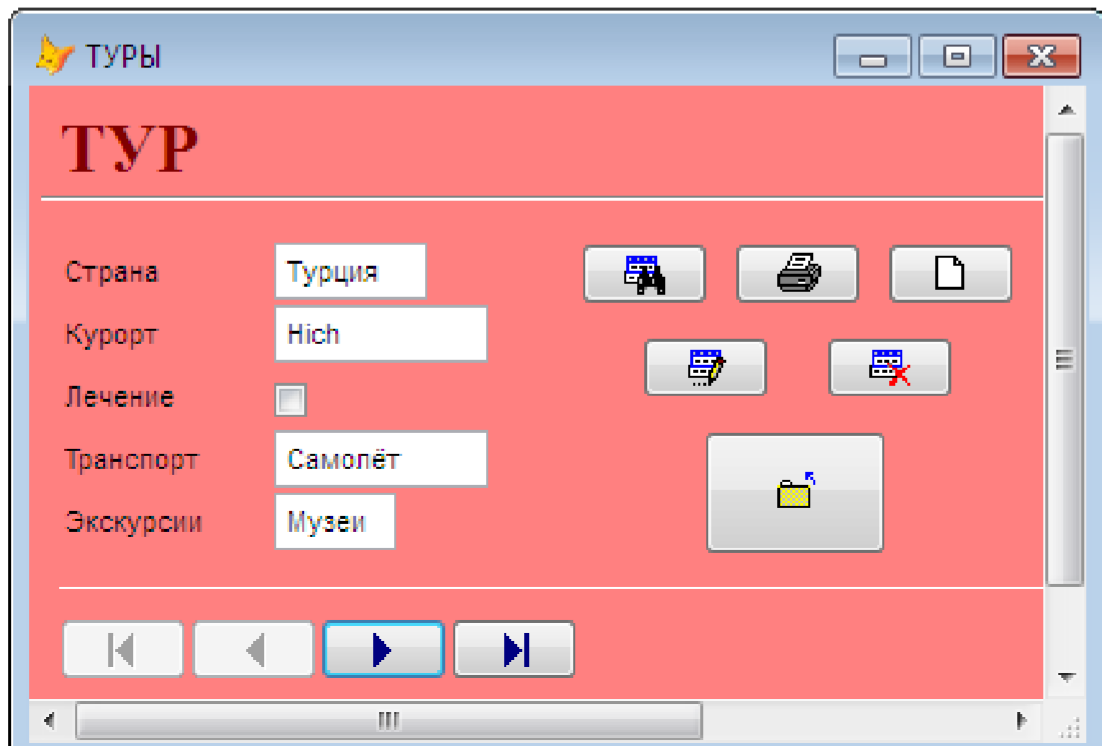 ТУРЫ
ТУР
Страна Турция
Курорт Hich
Лечение
Транспорт Самолёт
Экскурсии Музеи